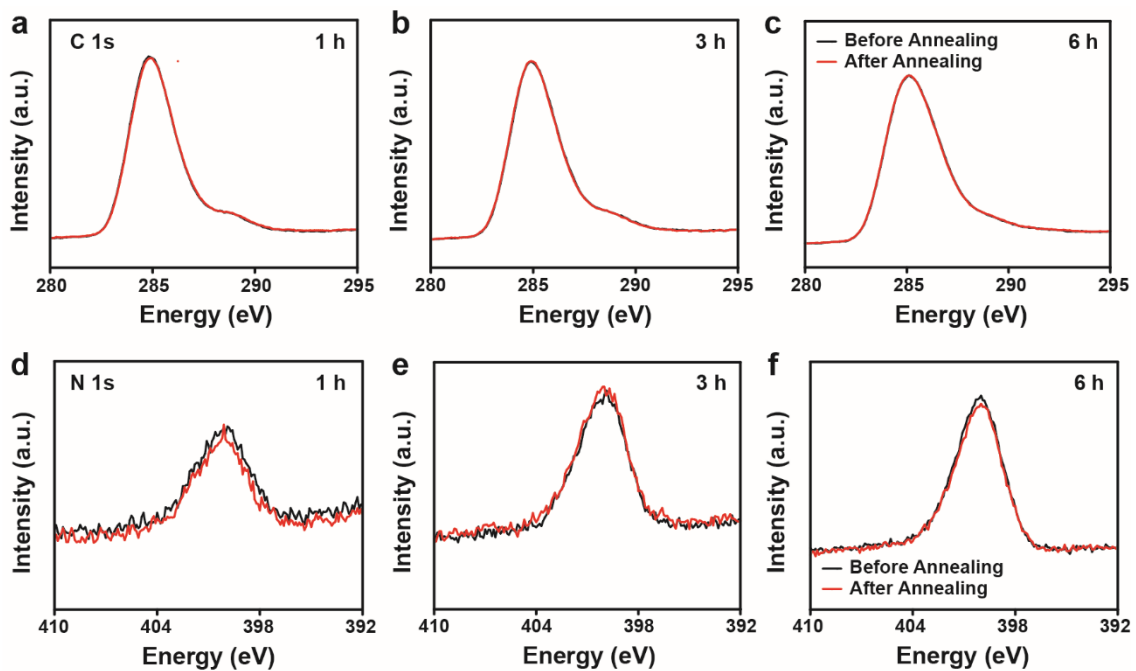 a
C 1s
1 h
Intensity (a.u.)
280 285 290 295
Energy (eV)
b
3 h
Intensity (a.u.)
280 285 290 295
Energy (eV)
c
Before Annealing
After Annealing
6 h
Intensity (a.u.)
280 285 290 295
Energy (eV)
d
N 1s
1 h
Intensity (a.u.)
410 404 398 392
Energy (eV)
e
3 h
Intensity (a.u.)
410 404 398 392
Energy (eV)
f
6 h
Intensity (a.u.)
Before Annealing
After Annealing
410 404 398 392
Energy (eV)